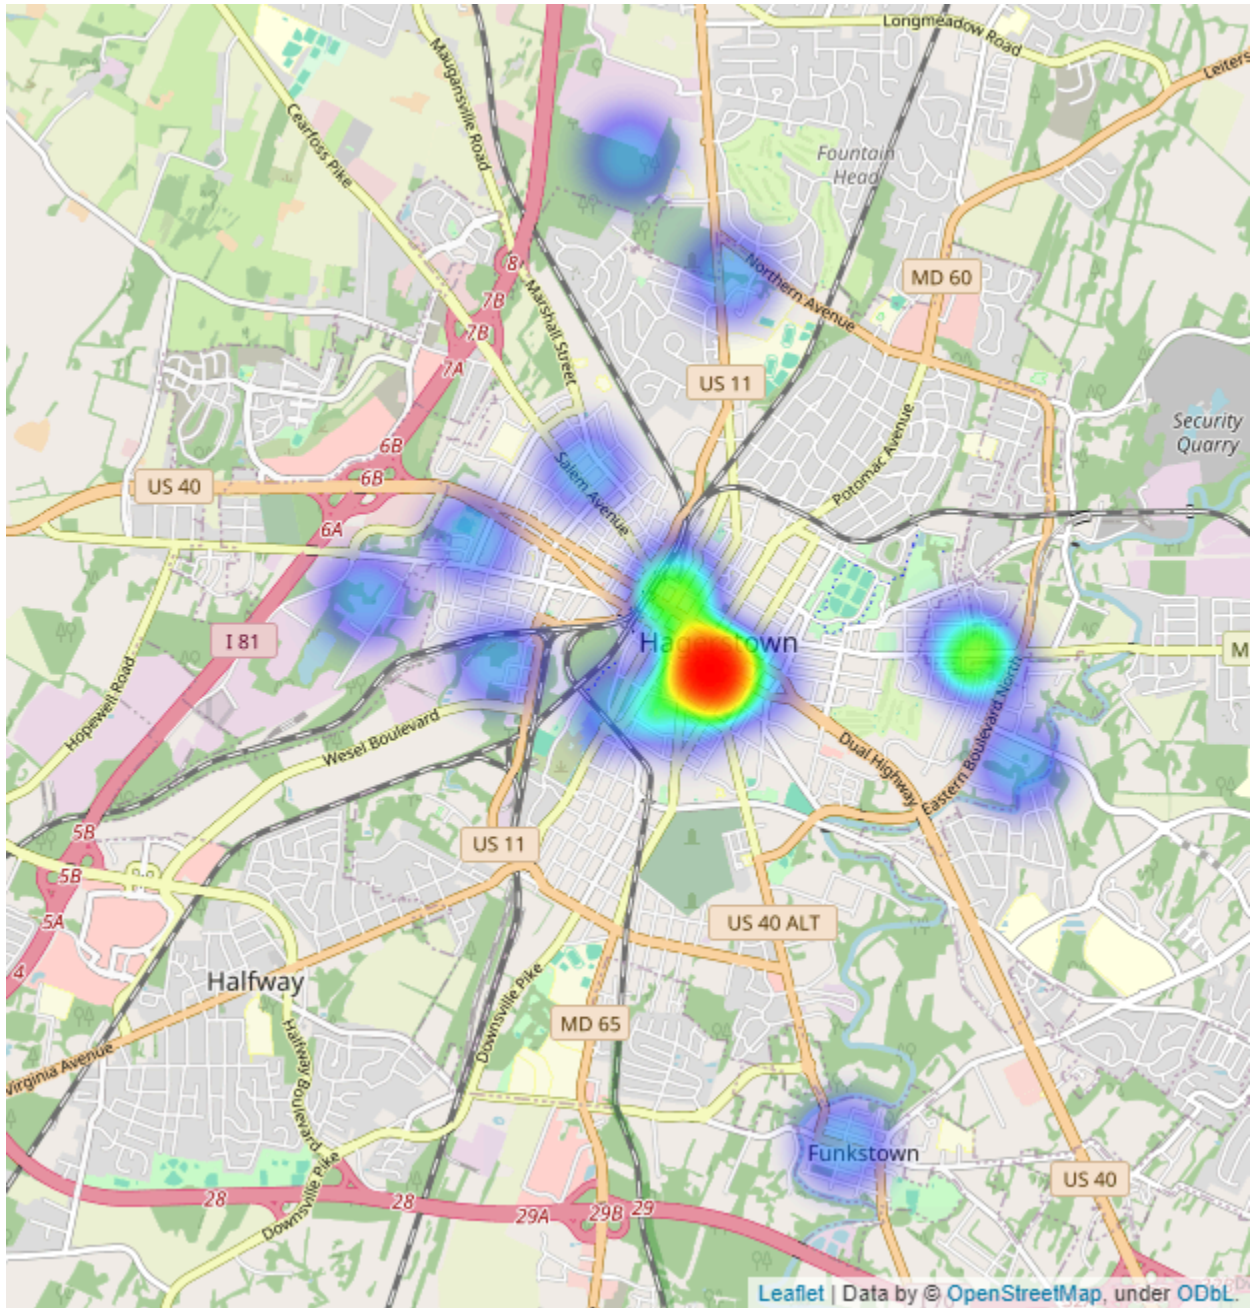 Longmeadow Road
Leiters
Maugansville Road
Cearfoss Pike
Fountain
Head
8
Northern Avenue
MD 60
7B
Marshall Street
7B
7A
US 11
Security
Quarry
Potomac Avenue
6B
6B
US 40
Salem Avenue
6A
I 81
Hagerstown
M
Hopewell Road
Eastern Boulevard North
Wesel Boulevard
Dual Highway
5B
US 11
5B
5A
US 40 ALT
4
Halfway
Downsville Pike
MD 65
Virginia Avenue
Halfway Boulevard
Funkstown
US 40
Downsville Pike
28
28
29A
29B
29
Leaflet | Data by © OpenStreetMap, under ODbL.